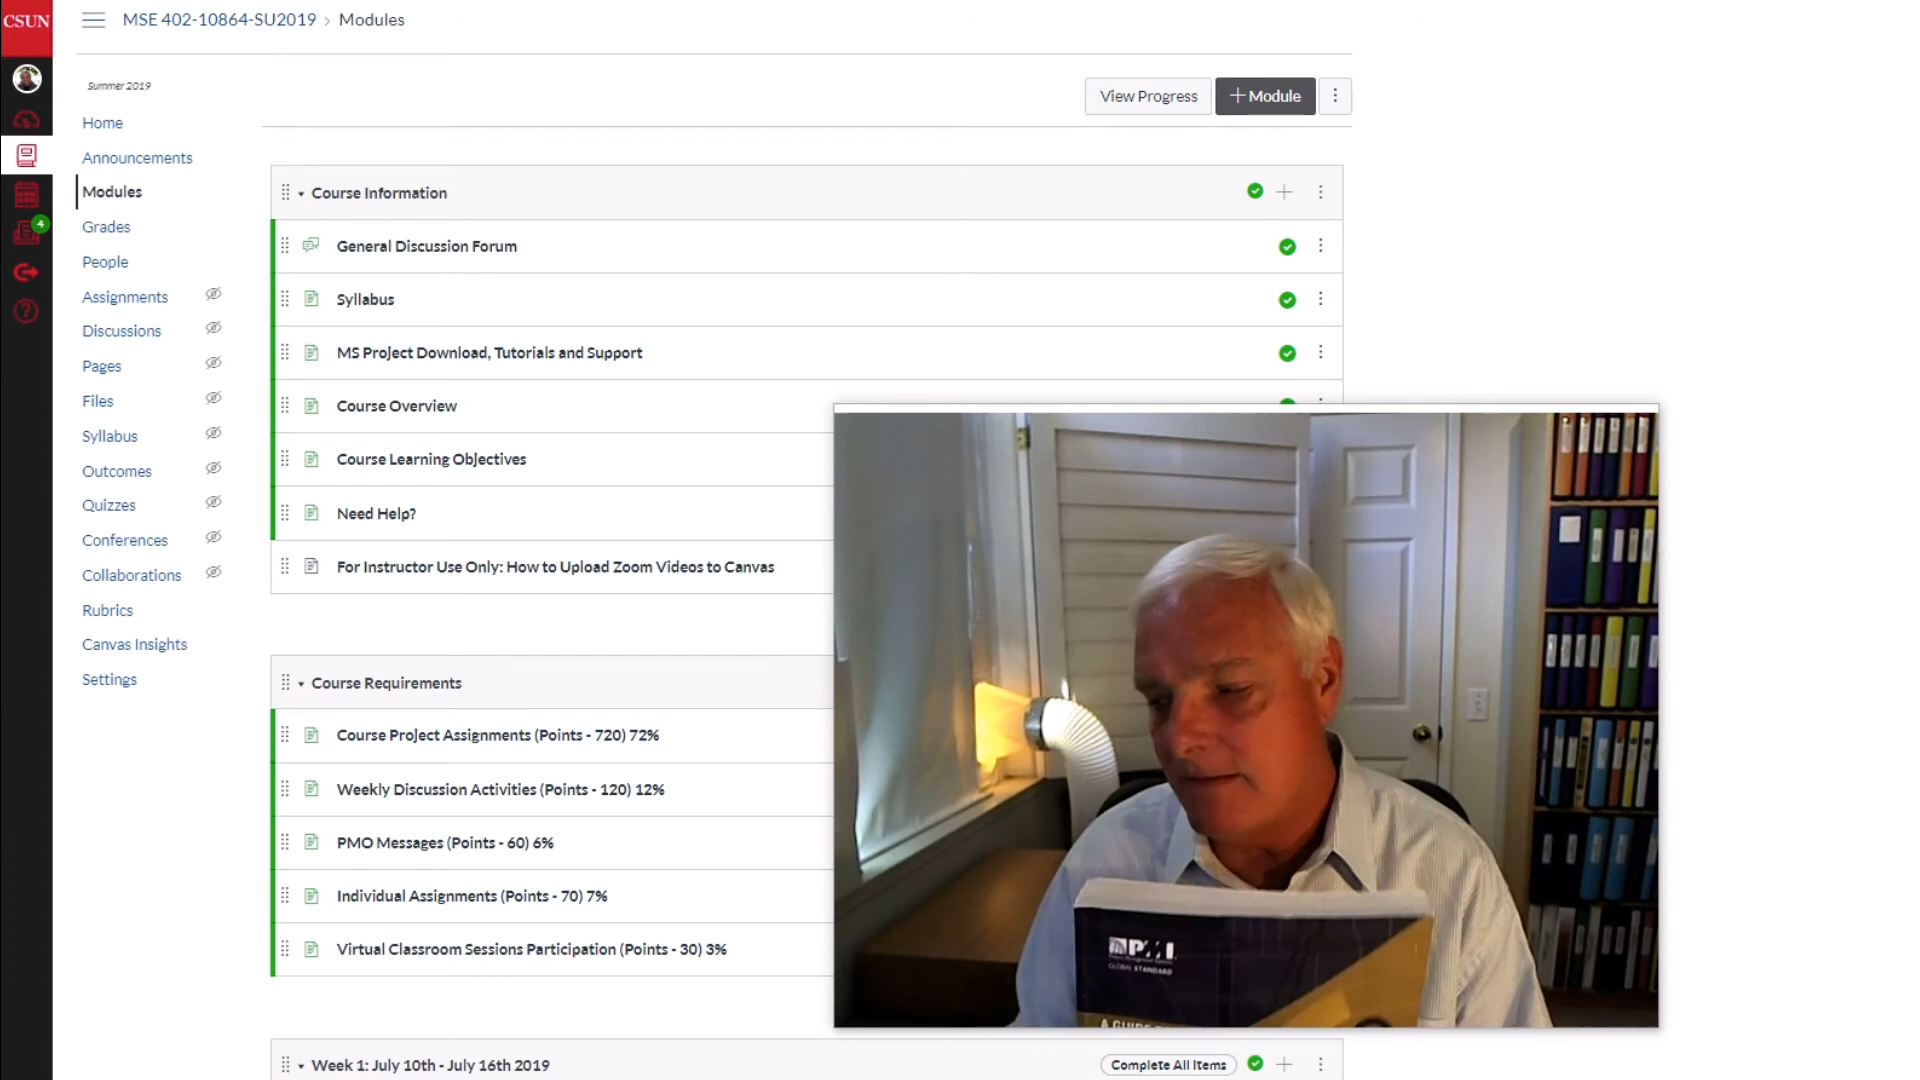 CSUN
MSE 402-10864-SU2019 › Modules
Summer 2019
View Progress
+ Module
Home
Announcements
Modules
Grades
4
People
Assignments
Discussions
Pages
Files
Syllabus
Outcomes
Quizzes
Conferences
Collaborations
Rubrics
Canvas Insights
Settings
Course Information
General Discussion Forum
Syllabus
MS Project Download, Tutorials and Support
Course Overview
Course Learning Objectives
Need Help?
For Instructor Use Only: How to Upload Zoom Videos to Canvas
Course Requirements
Course Project Assignments (Points - 720) 72%
Weekly Discussion Activities (Points - 120) 12%
PMO Messages (Points - 60) 6%
Individual Assignments (Points - 70) 7%
Virtual Classroom Sessions Participation (Points - 30) 3%
Week 1: July 10th - July 16th 2019
Complete All Items
PMI
GLOBAL STANDARD
A GUIDE